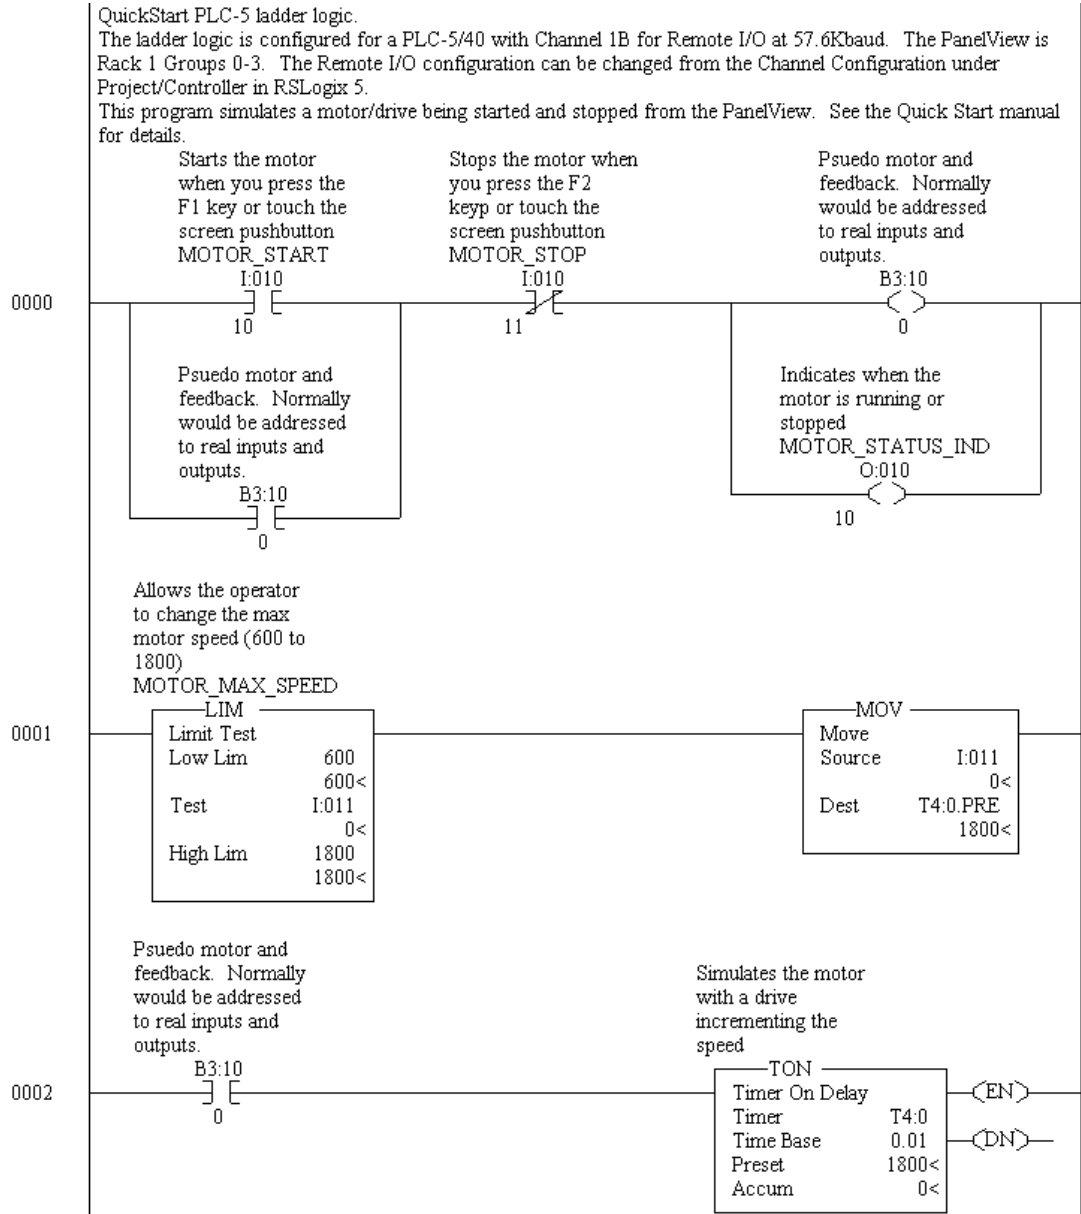 QuickStart PLC-5 ladder logic.
The ladder logic is configured for a PLC-5/40 with Channel 1B for Remote I/O at 57.6Kbaud. The PanelView is
Rack 1 Groups 0-3. The Remote I/O configuration can be changed from the Channel Configuration under
Project/Controller in RSLogix 5.
This program simulates a motor/drive being started and stopped from the PanelView. See the Quick Start manual
for details.
Starts the motor
when you press the
F1 key or touch the
screen pushbutton
MOTOR_START
I:010
10
Stops the motor when
you press the F2
keyp or touch the
screen pushbutton
MOTOR_STOP
I:010
11
Psuedo motor and
feedback. Normally
would be addressed
to real inputs and
outputs.
B3:10
0
0000
Psuedo motor and
feedback. Normally
would be addressed
to real inputs and
outputs.
B3:10
0
Indicates when the
motor is running or
stopped
MOTOR_STATUS_IND
O:010
10
Allows the operator
to change the max
motor speed (600 to
1800)
MOTOR_MAX_SPEED
0001
LIM
Limit Test
Low Lim 600
600<
Test I:011
0<
High Lim 1800
1800<
MOV
Move
Source I:011
0<
Dest T4:0.PRE
1800<
Psuedo motor and
feedback. Normally
would be addressed
to real inputs and
outputs.
B3:10
0
0002
Simulates the motor
with a drive
incrementing the
speed
TON
Timer On Delay
Timer T4:0
Time Base 0.01
Preset 1800<
Accum 0<
EN
DN